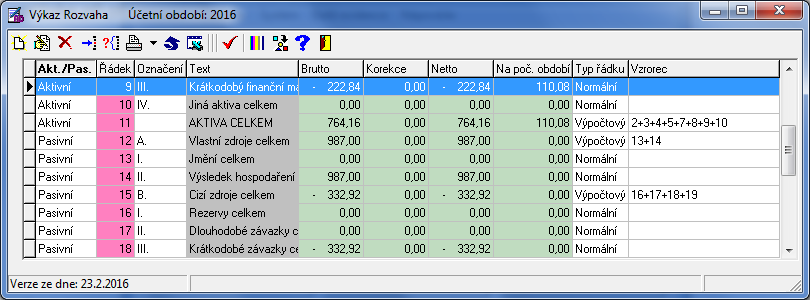 Výkaz Rozvaha Účetní období: 2016
Akt./Pas. Řádek Označení Text Brutto Korekce Netto Na poč. období Typ řádku Vzrorec
Aktivní 9 III. Krátkodobý finanční ma - 222,84 0,00 - 222,84 110,08 Normální
Aktivní 10 IV. Jiná aktiva celkem 0,00 0,00 0,00 0,00 Normální
Aktivní 11 AKTIVA CELKEM 764,16 0,00 764,16 110,08 Výpočtový 2+3+4+5+7+8+9+10
Pasivní 12 A. Vlastní zdroje celkem 987,00 0,00 987,00 0,00 Výpočtový 13+14
Pasivní 13 I. Jmění celkem 0,00 0,00 0,00 0,00 Normální
Pasivní 14 II. Výsledek hospodaření 987,00 0,00 987,00 0,00 Normální
Pasivní 15 B. Cizí zdroje celkem - 332,92 0,00 - 332,92 0,00 Výpočtový 16+17+18+19
Pasivní 16 I. Rezervy celkem 0,00 0,00 0,00 0,00 Normální
Pasivní 17 II. Dlouhodobé závazky c 0,00 0,00 0,00 0,00 Normální
Pasivní 18 III. Krátkodobé závazky ce - 332,92 0,00 - 332,92 0,00 Normální
Verze ze dne: 23.2.2016